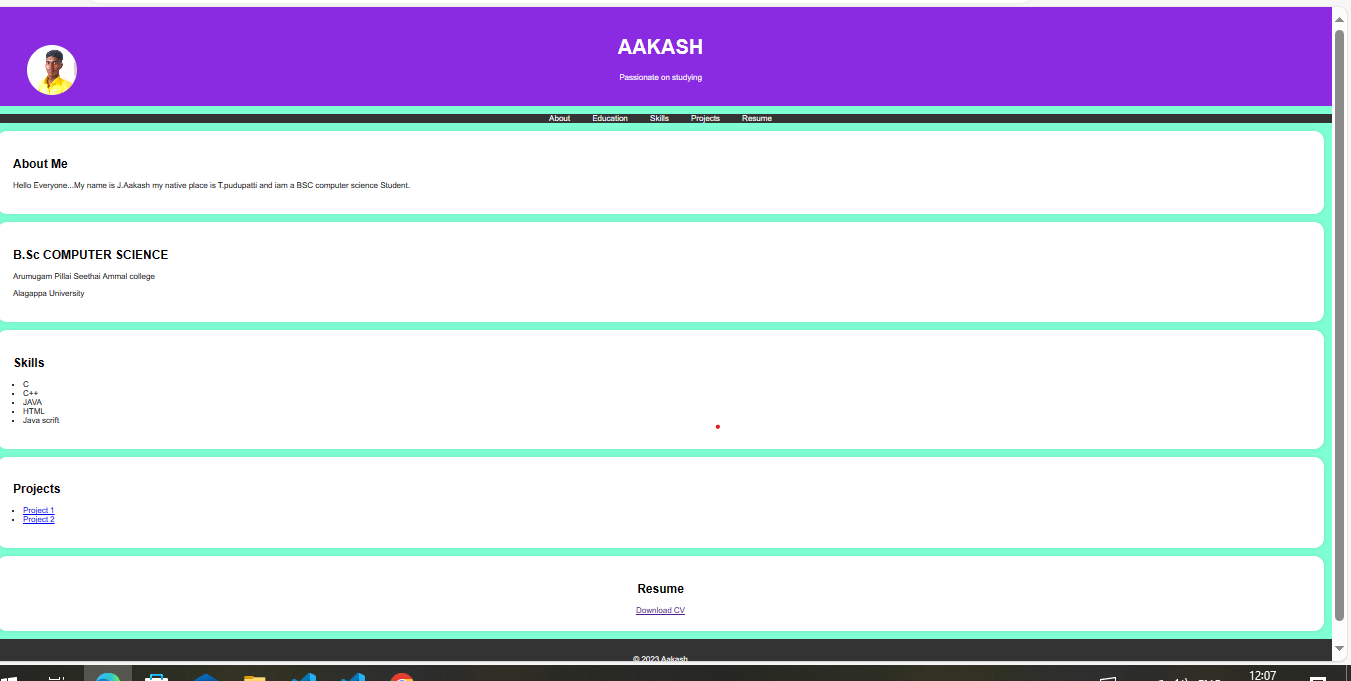 AAKASH
Passionate on studying
About Education Skills Projects Resume
About Me
Hello Everyone...My name is J.Aakash my native place is T.pudupatti and iam a BSC computer science Student.
B.Sc COMPUTER SCIENCE
Arumugam Pillai Seethai Ammal college
Alagappa University
Skills
C
C++
JAVA
HTML
Java scrift
Projects
Project 1
Project 2
Resume
Download CV
© 2023 Aakash
12:07